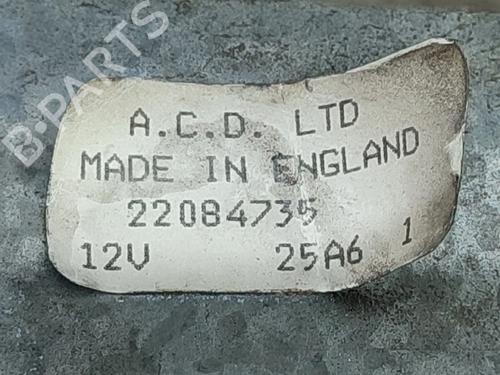 B-PARTS
A.C.D. LTD
MADE IN ENGLAND
22084735
12V 25A6 1